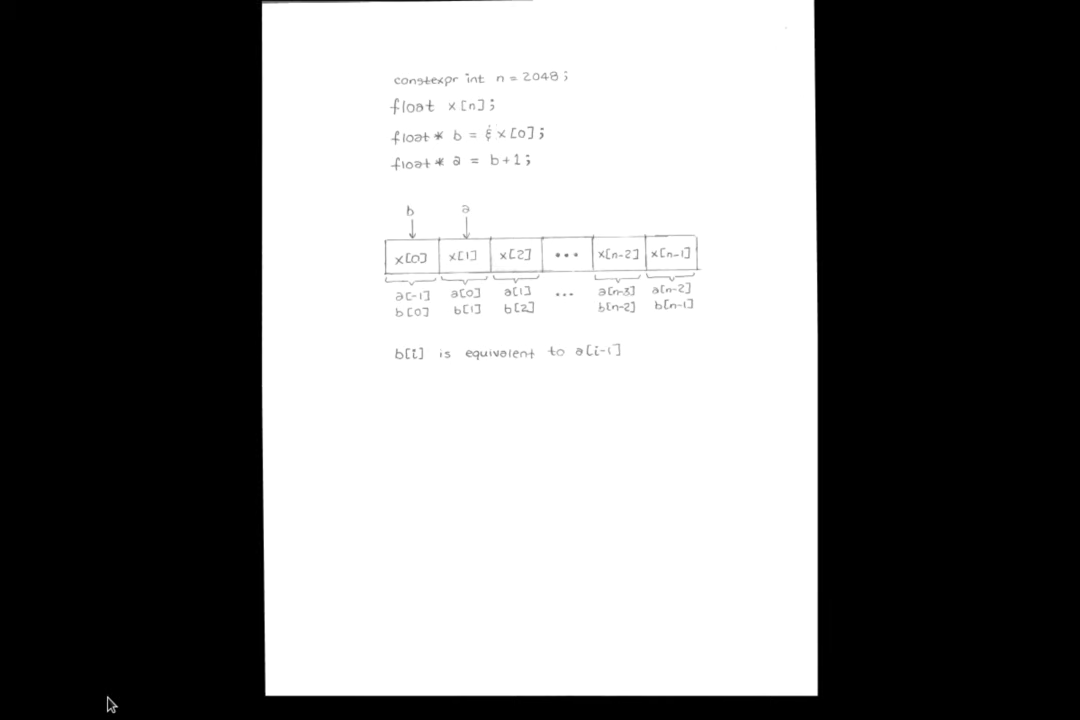 constexpr int n = 2048;
float x[n];
float* b = &x[0];
float* a = b+1;
b a
x[0] x[1] x[2] ... x[n-2] x[n-1]
a[-1] a[0] a[1] ... a[n-3] a[n-2]
b[0] b[1] b[2] b[n-2] b[n-1]
b[i] is equivalent to a[i-1]